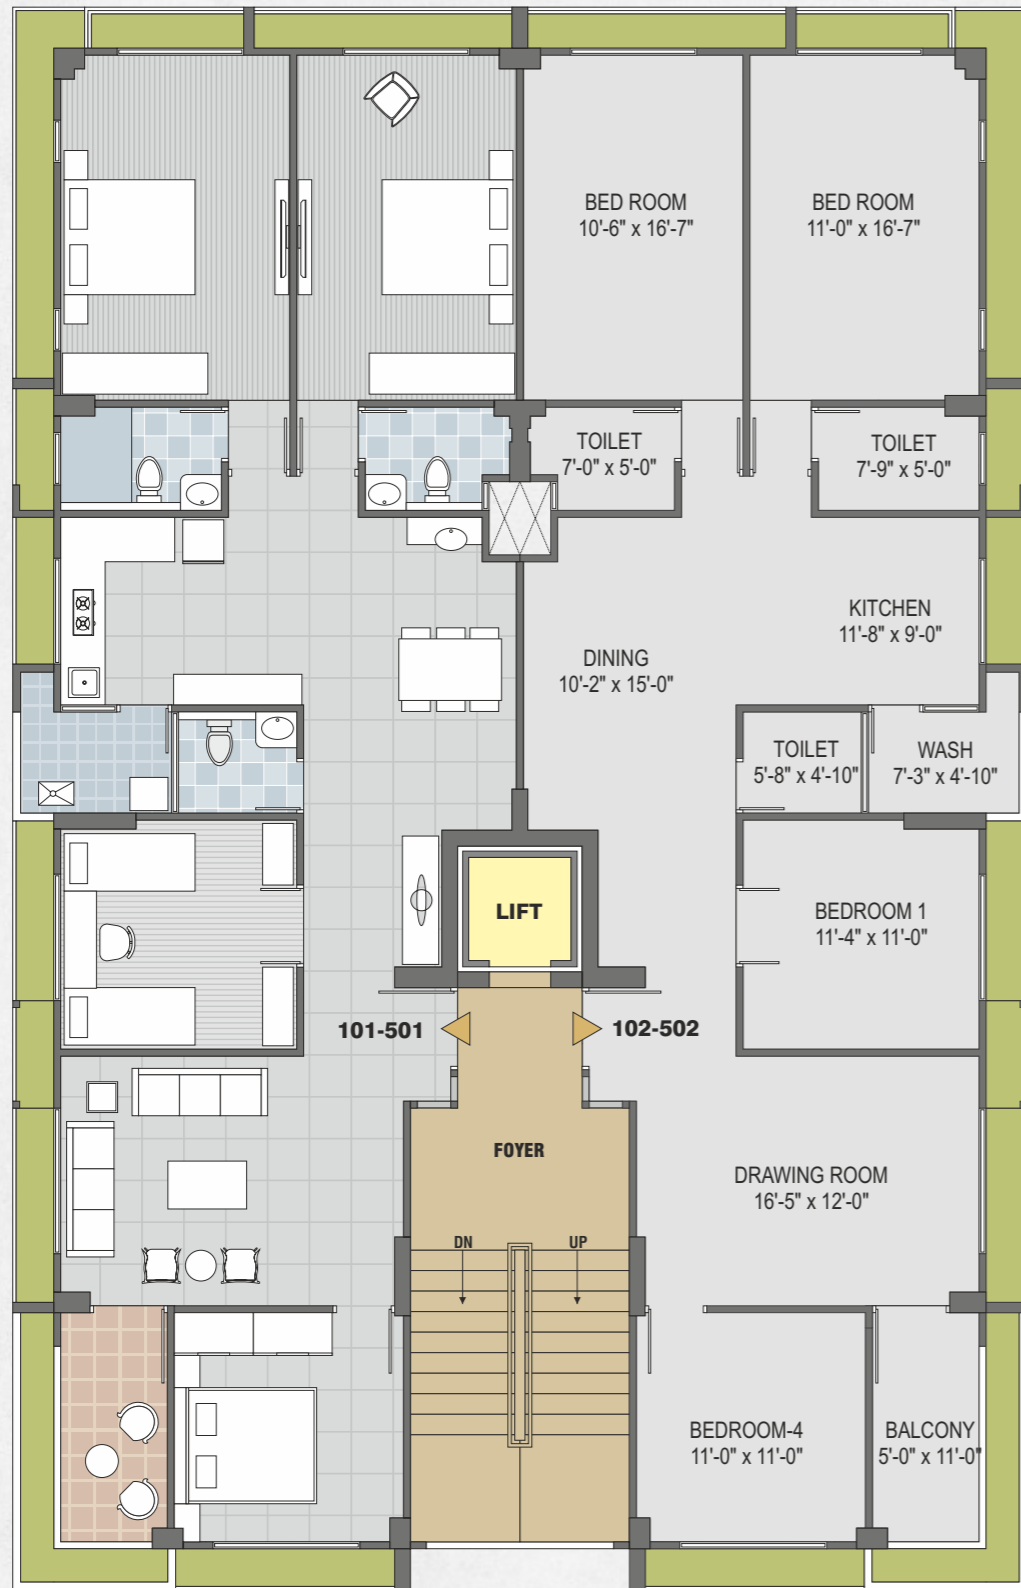 BED ROOM
10'-6" x 16'-7"
BED ROOM
11'-0" x 16'-7"
TOILET
7'-0" x 5'-0"
TOILET
7'-9" x 5'-0"
KITCHEN
11'-8" x 9'-0"
DINING
10'-2" x 15'-0"
TOILET
5'-8" x 4'-10"
WASH
7'-3" x 4'-10"
LIFT
BEDROOM 1
11'-4" x 11'-0"
101-501
102-502
FOYER
DRAWING ROOM
16'-5" x 12'-0"
DN
UP
BEDROOM-4
11'-0" x 11'-0"
BALCONY
5'-0" x 11'-0"